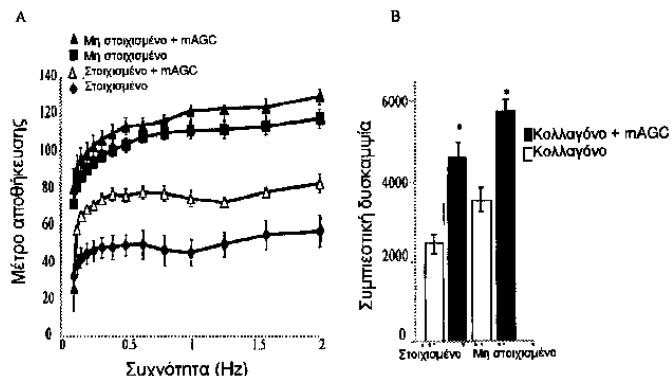 A
Μη στοιχισμένο + mAGC
Μη στοιχισμένο
Στοιχισμένο + mAGC
Στοιχισμένο
Μέτρο αποθήκευσης
140
120
100
80
60
40
20
0
0 0.5 1 1.5 2
Συχνότητα (Hz)
B
Συμπιεστική δυσκαμψία
6000
4000
2000
0
*
*
Κολλαγόνο + mAGC
Κολλαγόνο
Στοιχισμένο Μη στοιχισμένο